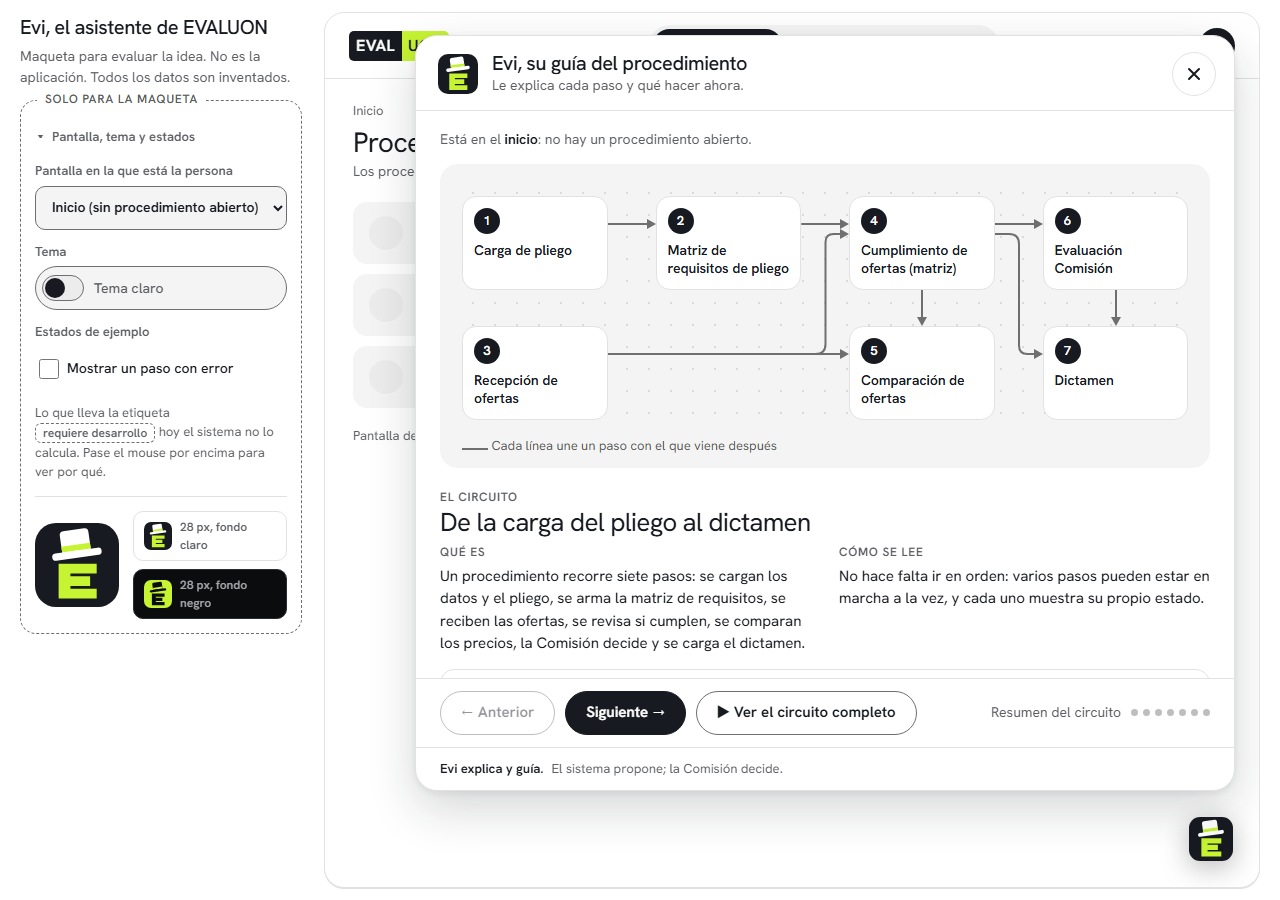 Evi, el asistente de EVALUON
Maqueta para evaluar la idea. No es la
aplicación. Todos los datos son inventados.
SOLO PARA LA MAQUETA
Pantalla, tema y estados
Pantalla en la que está la persona
Inicio (sin procedimiento abierto)
Tema
Tema claro
Estados de ejemplo
Mostrar un paso con error
Lo que lleva la etiqueta
requiere desarrollo hoy el sistema no lo
calcula. Pase el mouse por encima para
ver por qué.
E
28 px, fondo
claro
28 px, fondo
negro
EVAL
Inicio
Proce
Los proce
Pantalla de
Evi, su guía del procedimiento
Le explica cada paso y qué hacer ahora.
Está en el inicio: no hay un procedimiento abierto.
1
Carga de pliego
2
Matriz de
requisitos de pliego
4
Cumplimiento de
ofertas (matriz)
6
Evaluación
Comisión
3
Recepción de
ofertas
5
Comparación de
ofertas
7
Dictamen
Cada línea une un paso con el que viene después
EL CIRCUITO
De la carga del pliego al dictamen
QUÉ ES
Un procedimiento recorre siete pasos: se cargan los
datos y el pliego, se arma la matriz de requisitos, se
reciben las ofertas, se revisa si cumplen, se comparan
los precios, la Comisión decide y se carga el dictamen.
CÓMO SE LEE
No hace falta ir en orden: varios pasos pueden estar en
marcha a la vez, y cada uno muestra su propio estado.
← Anterior
Siguiente →
▶ Ver el circuito completo
Resumen del circuito
Evi explica y guía. El sistema propone; la Comisión decide.